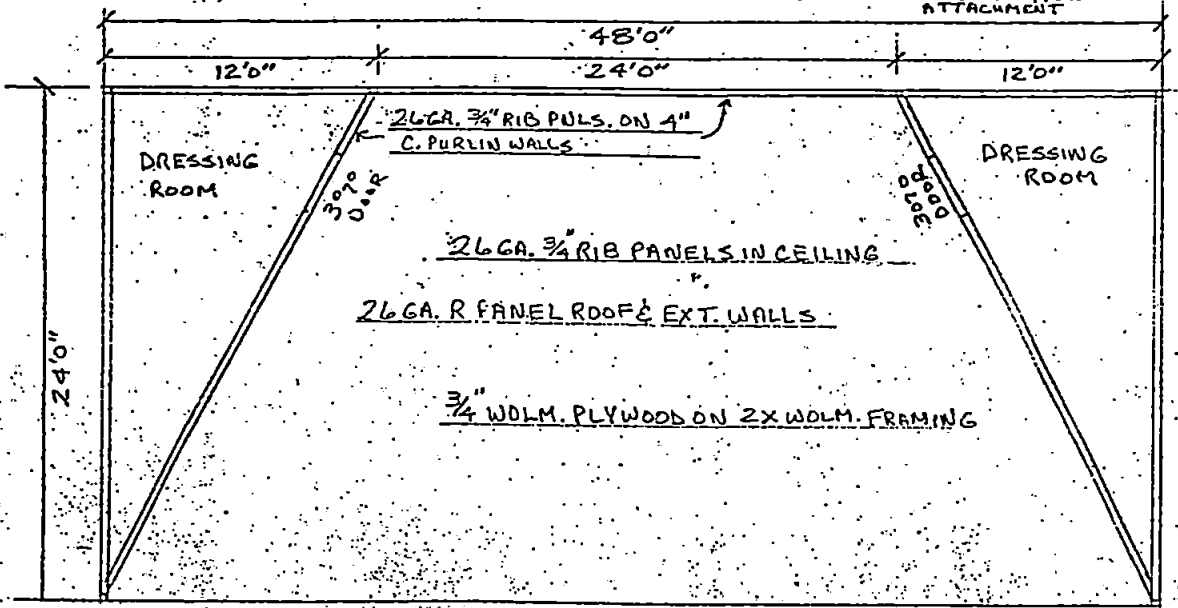 ATTACHMENT
48'0"
12'0"
24'0"
12'0"
26GA. 3/4" RIB PNLS. ON 4"
C. PURLIN WALLS
DRESSING
ROOM
DRESSING
ROOM
3070
DOOR
3070
DOOR
26GA. 3/4" RIB PANELS IN CEILING
26GA. R PANEL ROOF & EXT. WALLS
24'0"
3/4" WOLM. PLYWOOD ON 2X WOLM. FRAMING